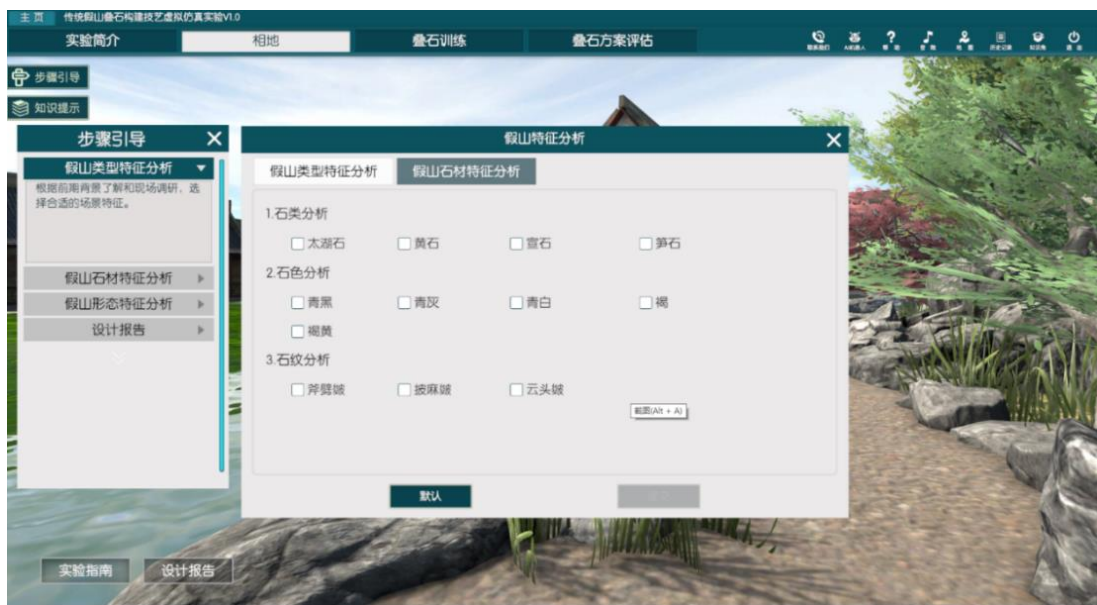 主 页 传统假山叠石构建技艺虚拟仿真实验V1.0
实验简介 相地 叠石训练 叠石方案评估
步骤引导
知识提示
步骤引导
假山类型特征分析
根据前期背景了解和现场调研，选
择合适的场景特征。
假山石材特征分析
假山形态特征分析
设计报告
假山特征分析
假山类型特征分析 假山石材特征分析
1.石类分析
太湖石 黄石 宣石 笋石
2.石色分析
青黑 青灰 青白 褐
褐黄
3.石纹分析
斧劈皴 披麻皴 云头皴
截图(Alt + A)
默认
实验指南 设计报告